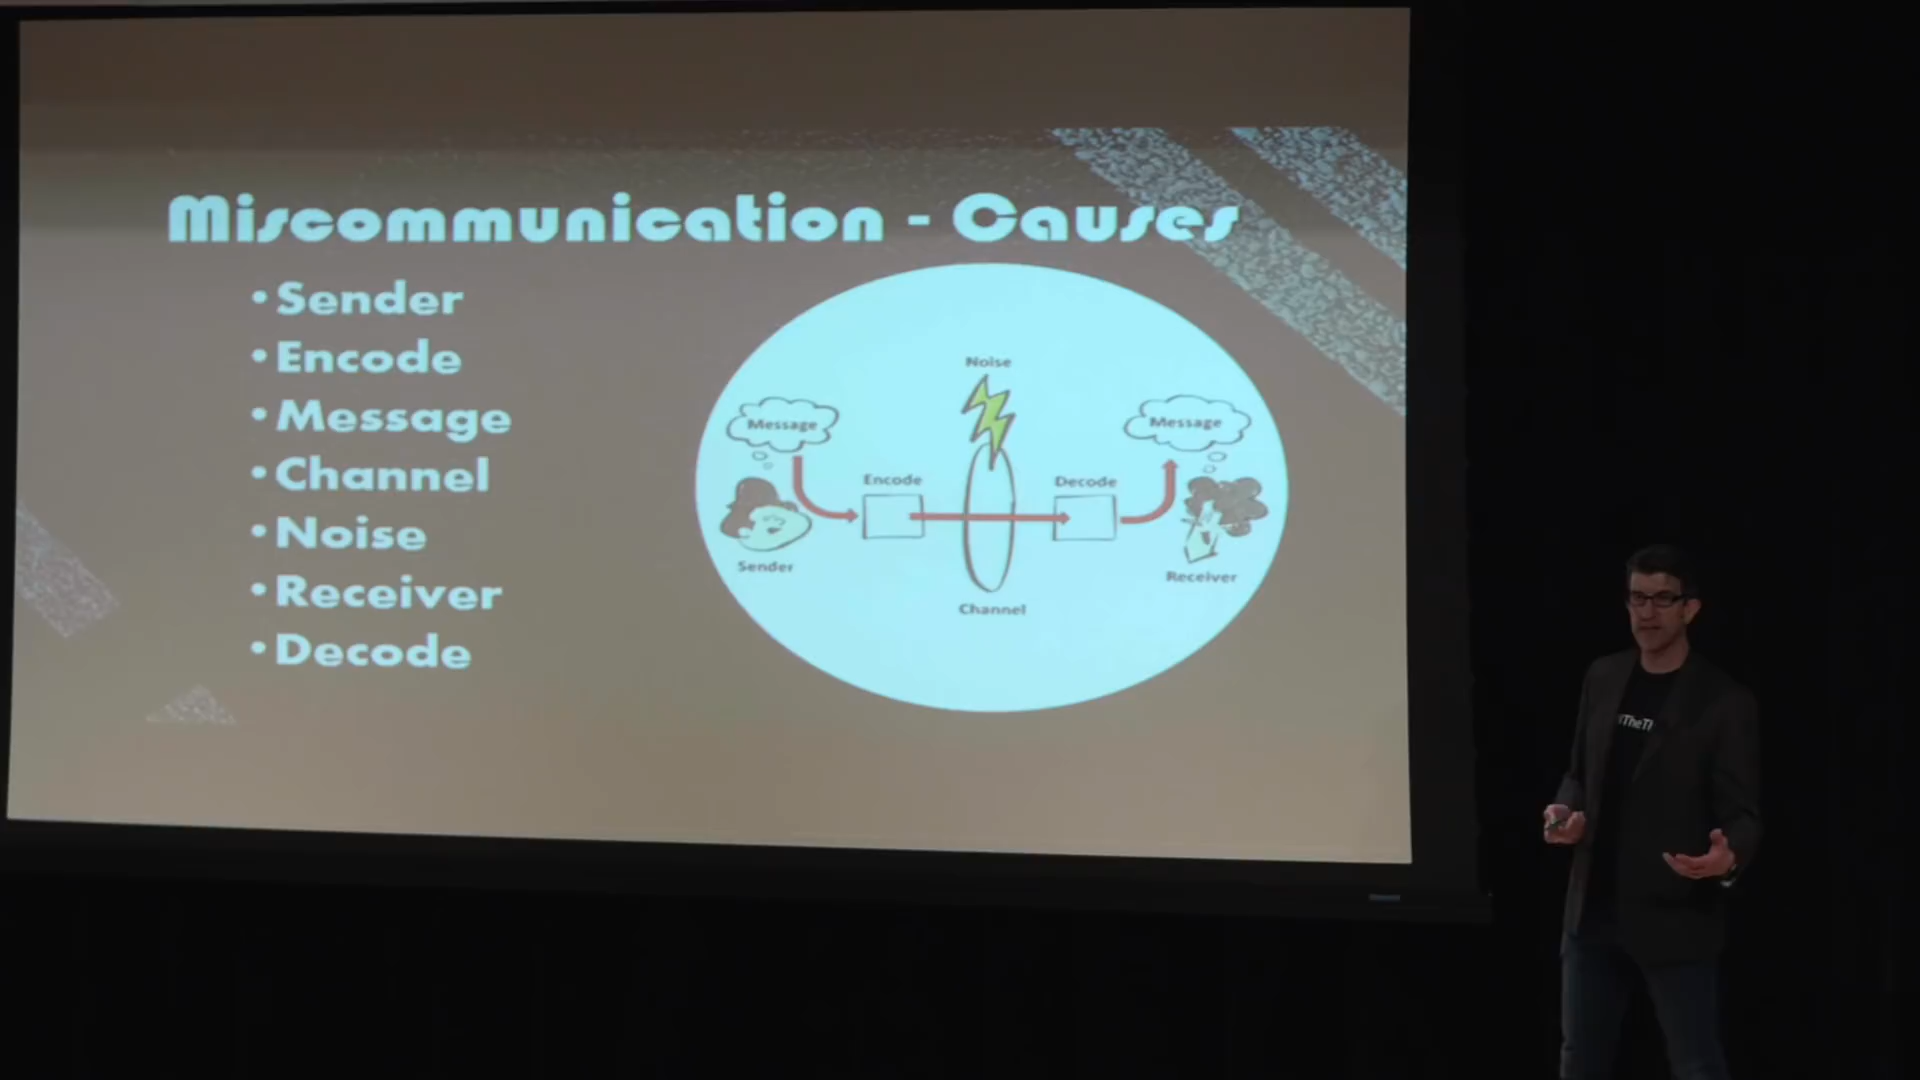 Miscommunication - Causes
• Sender
• Encode
• Message
• Channel
• Noise
• Receiver
• Decode
Noise
Message
Message
Encode
Decode
Sender
Receiver
Channel